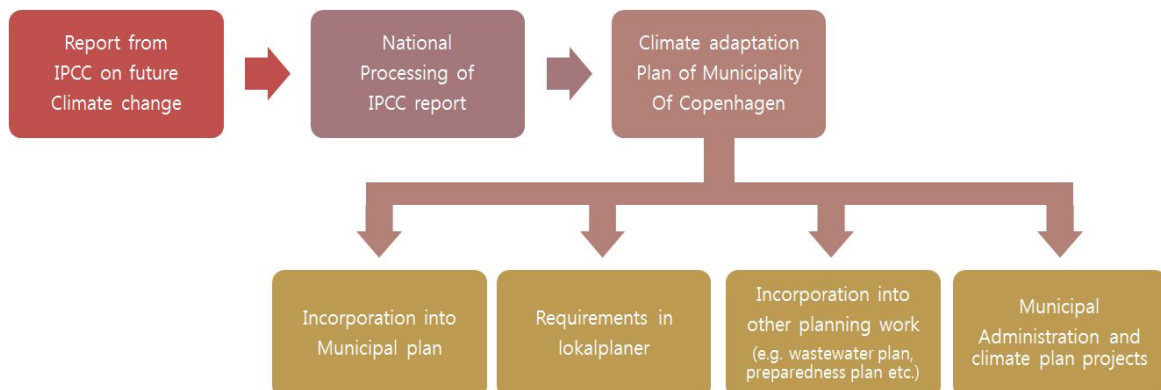 Report from
IPCC on future
Climate change
National
Processing of
IPCC report
Climate adaptation
Plan of Municipality
Of Copenhagen
Incorporation into
Municipal plan
Requirements in
lokalplaner
Incorporation into
other planning work
(e.g. wastewater plan,
preparedness plan etc.)
Municipal
Administration and
climate plan projects